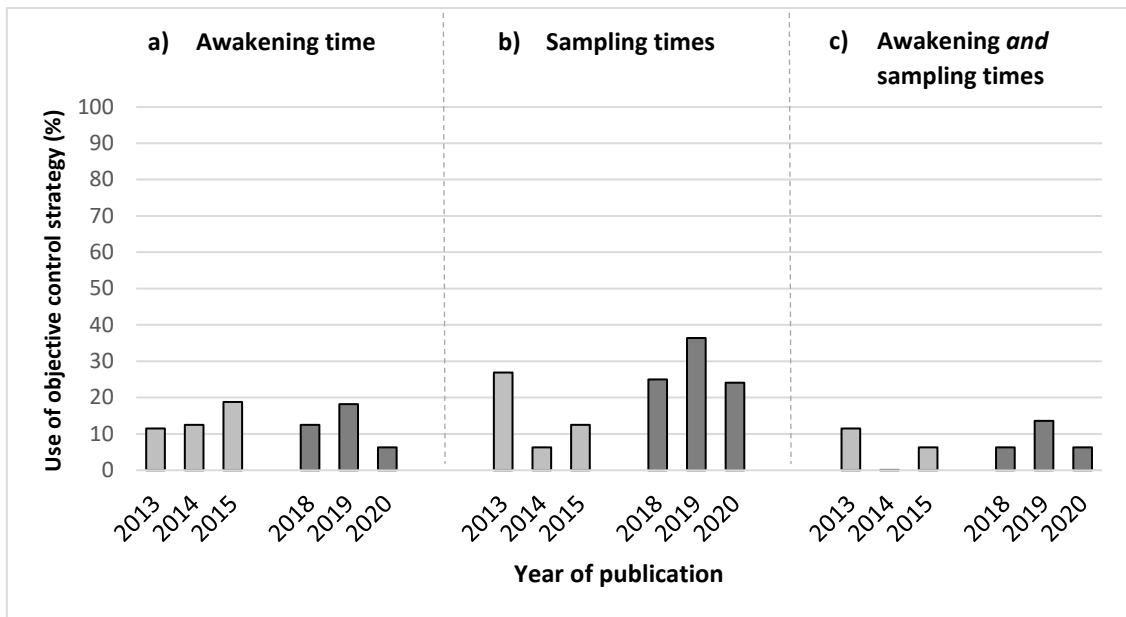 a) Awakening time
b) Sampling times
c) Awakening and
sampling times
Use of objective control strategy (%)
100
90
80
70
60
50
40
30
20
10
0
2013 2014 2015 2018 2019 2020 2013 2014 2015 2018 2019 2020 2013 2014 2015 2018 2019 2020
Year of publication